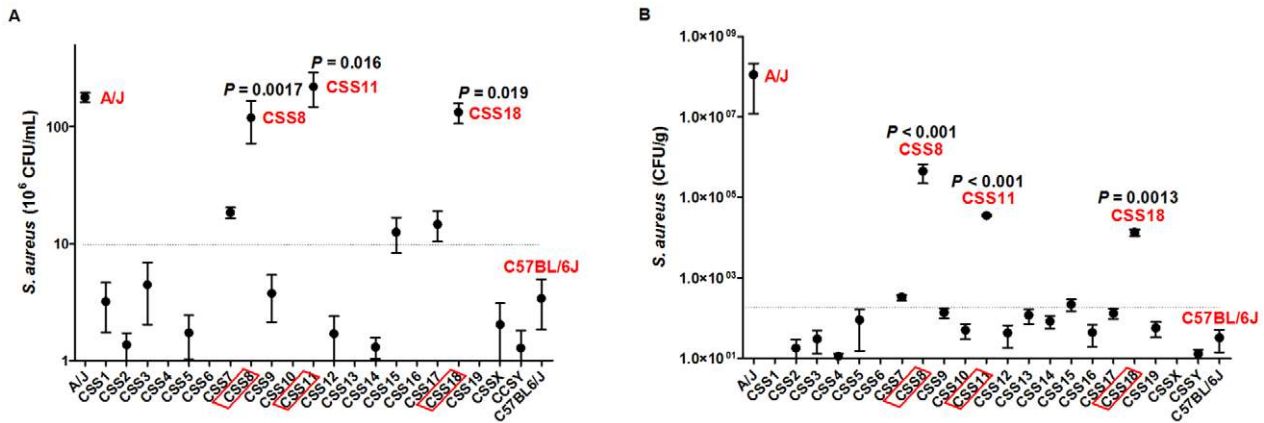 A
S. aureus (10⁶ CFU/mL)
100
10
1
A/J
P = 0.0017
CSS8
P = 0.016
CSS11
P = 0.019
CSS18
C57BL/6J
A/J
CSS1
CSS2
CSS3
CSS4
CSS5
CSS6
CSS7
CSS8
CSS9
CSS10
CSS11
CSS12
CSS13
CSS14
CSS15
CSS16
CSS17
CSS18
CSS19
CSSX
CCSY
C57BL6/J
B
S. aureus (CFU/g)
1.0×10⁰⁹
1.0×10⁰⁷
1.0×10⁰⁵
1.0×10⁰³
1.0×10⁰¹
A/J
P < 0.001
CSS8
P < 0.001
CSS11
P = 0.0013
CSS18
C57BL/6J
A/J
CSS1
CSS2
CSS3
CSS4
CSS5
CSS6
CSS7
CSS8
CSS9
CSS10
CSS11
CSS12
CSS13
CSS14
CSS15
CSS16
CSS17
CSS18
CSS19
CSSX
CSSY
C57BL/6J